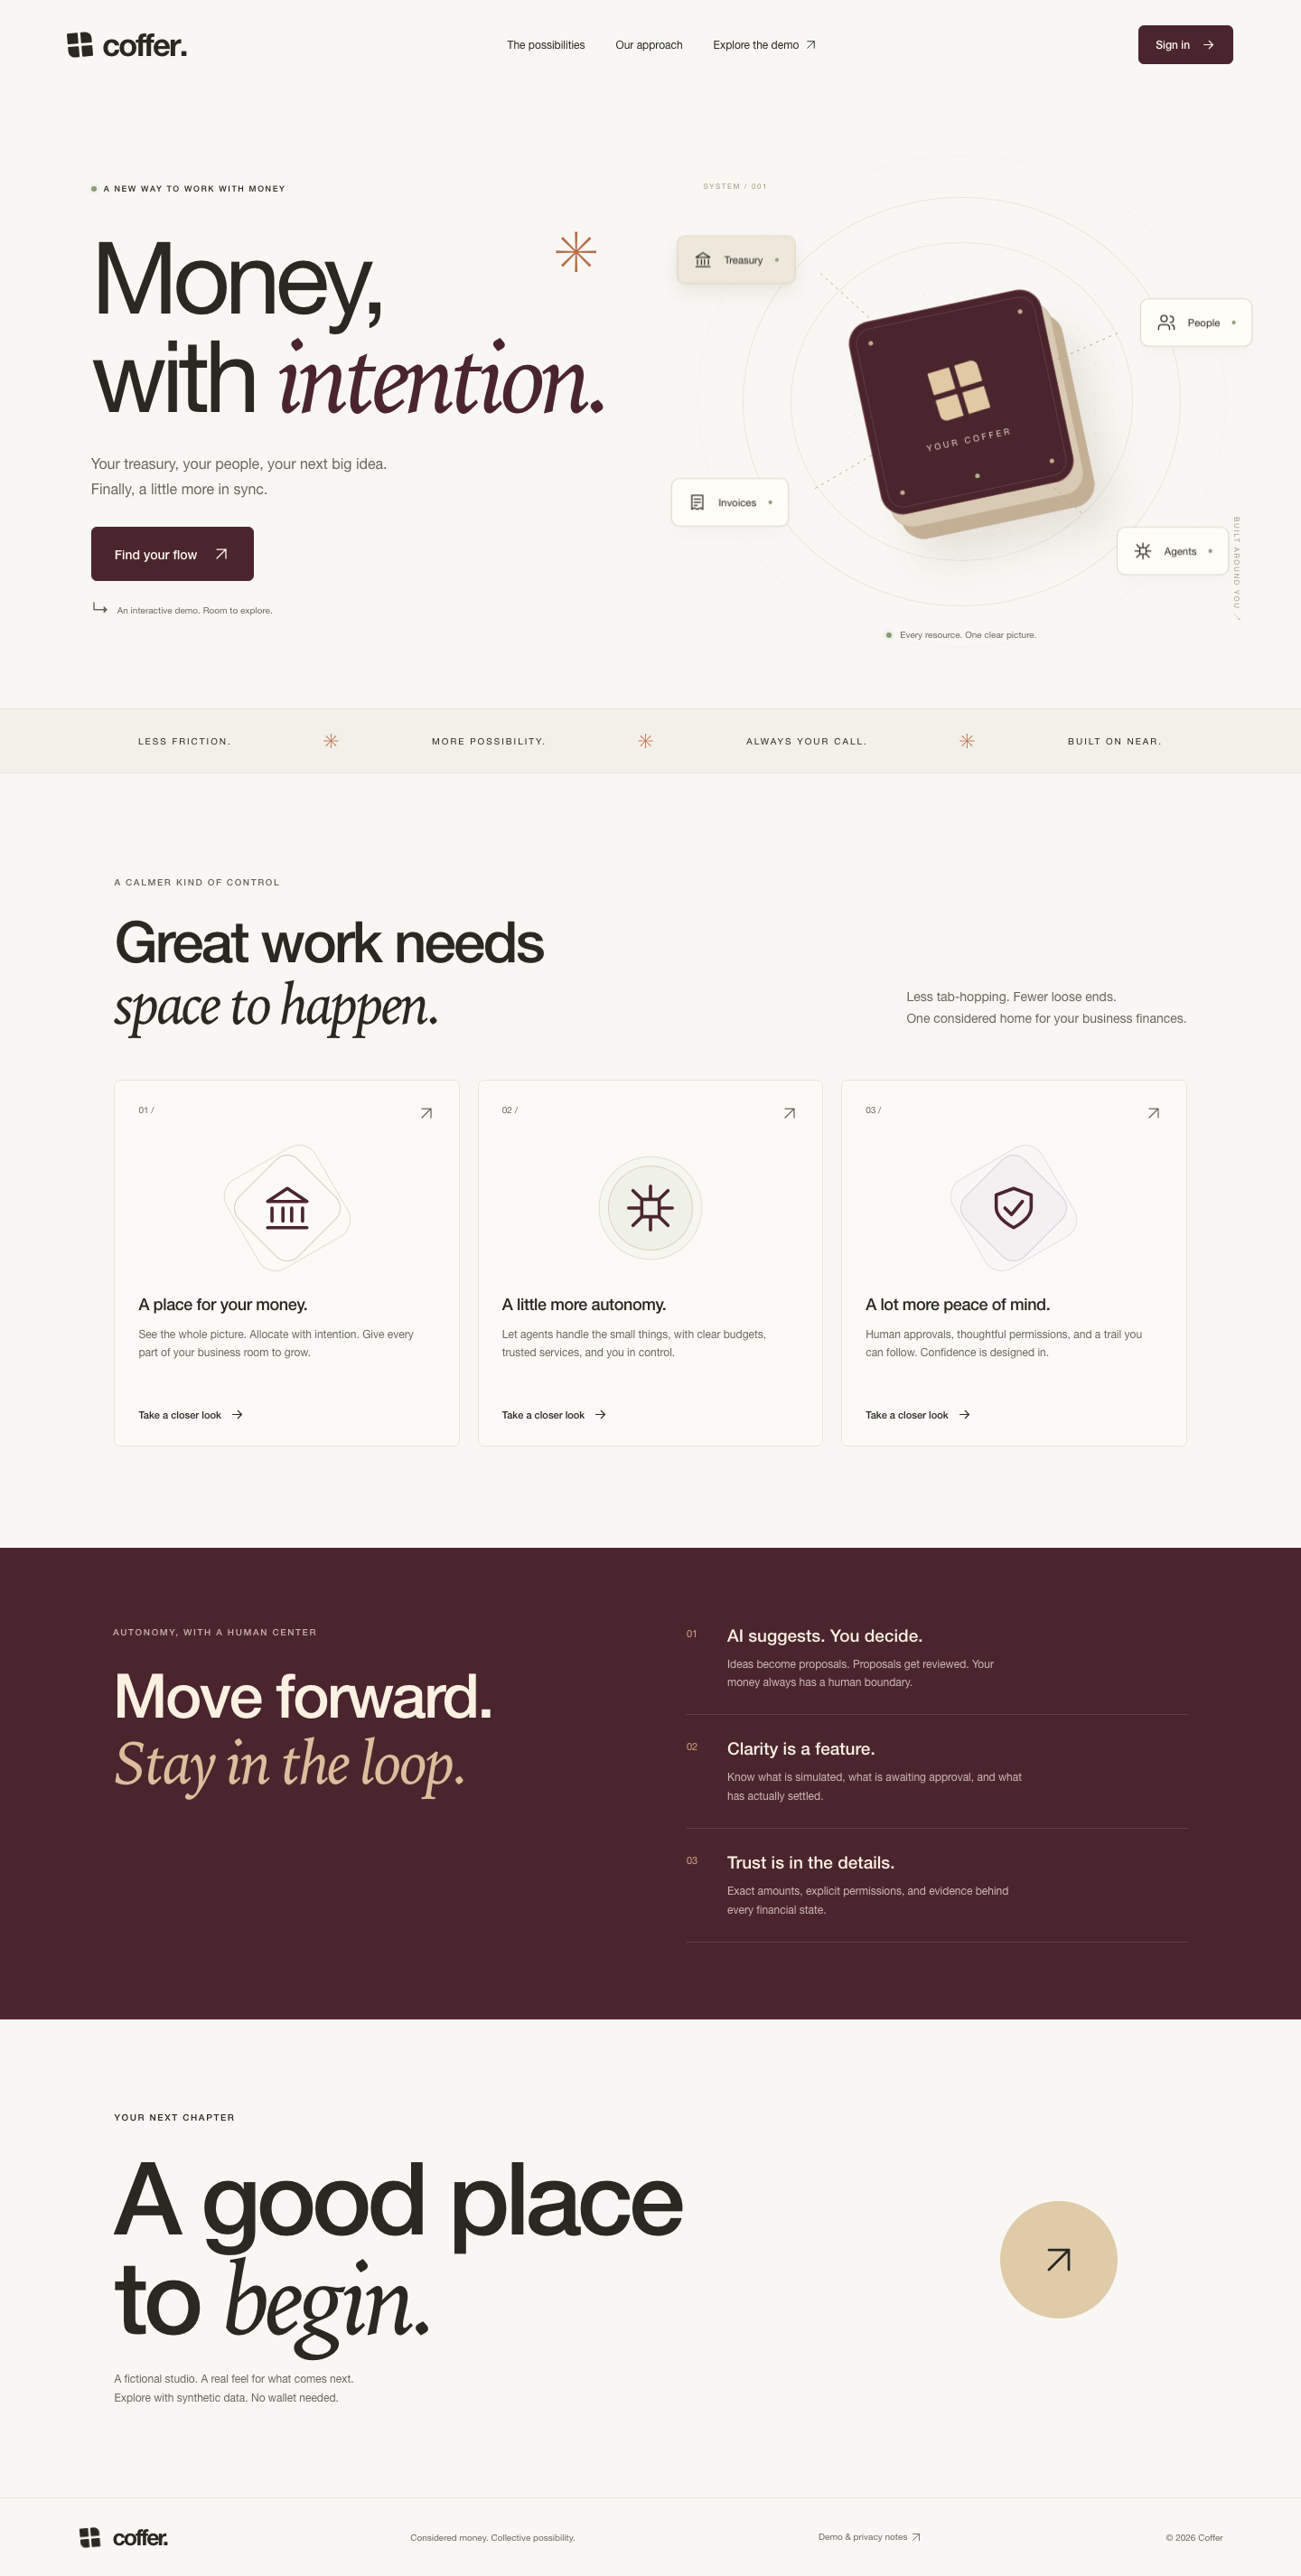 coffer.
The possibilities
Our approach
Explore the demo
Sign in
A NEW WAY TO WORK WITH MONEY
Money,
with intention.
Your treasury, your people, your next big idea.
Finally, a little more in sync.
Find your flow
An interactive demo. Room to explore.
SYSTEM / 001
Treasury
People
YOUR COFFER
Invoices
Agents
BUILT AROUND YOU
Every resource. One clear picture.
LESS FRICTION.
MORE POSSIBILITY.
ALWAYS YOUR CALL.
BUILT ON NEAR.
A CALMER KIND OF CONTROL
Great work needs
space to happen.
Less tab-hopping. Fewer loose ends.
One considered home for your business finances.
01 /
A place for your money.
See the whole picture. Allocate with intention. Give every
part of your business room to grow.
Take a closer look
02 /
A little more autonomy.
Let agents handle the small things, with clear budgets,
trusted services, and you in control.
Take a closer look
03 /
A lot more peace of mind.
Human approvals, thoughtful permissions, and a trail you
can follow. Confidence is designed in.
Take a closer look
AUTONOMY, WITH A HUMAN CENTER
Move forward.
Stay in the loop.
01
AI suggests. You decide.
Ideas become proposals. Proposals get reviewed. Your
money always has a human boundary.
02
Clarity is a feature.
Know what is simulated, what is awaiting approval, and what
has actually settled.
03
Trust is in the details.
Exact amounts, explicit permissions, and evidence behind
every financial state.
YOUR NEXT CHAPTER
A good place
to begin.
A fictional studio. A real feel for what comes next.
Explore with synthetic data. No wallet needed.
coffer.
Considered money. Collective possibility.
Demo & privacy notes
© 2026 Coffer